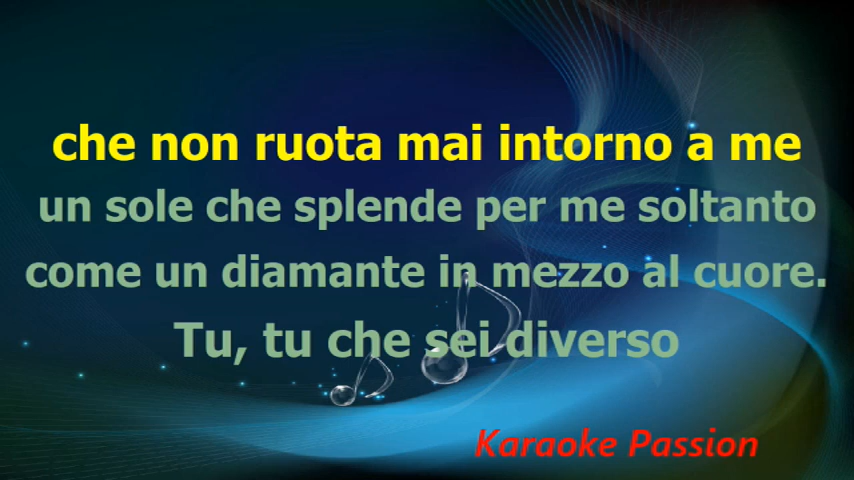 che non ruota mai intorno a me
un sole che splende per me soltanto
come un diamante in mezzo al cuore.
Tu, tu che sei diverso
Karaoke Passion